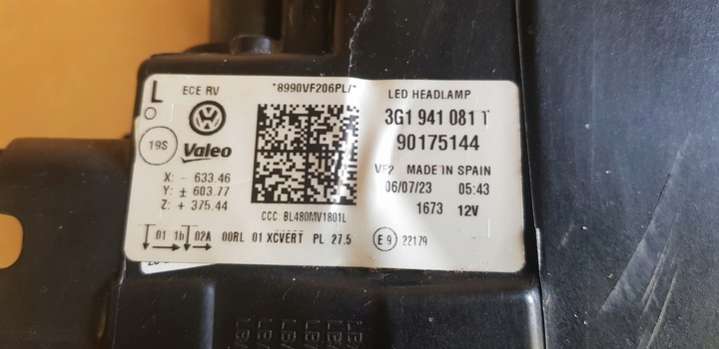 L
ECE RV
*8990VF206PL/*
LED HEADLAMP
3G1 941 081 T
90175144
19S
Valeo
VF2 MADE IN SPAIN
06/07/23 05:43
1673 12V
X: - 633.46
Y: ± 603.77
Z: + 375.44
CCC BL480MV1801L
01 1b 02A 00RL 01 XCVERT PL 27.5
E9 22179